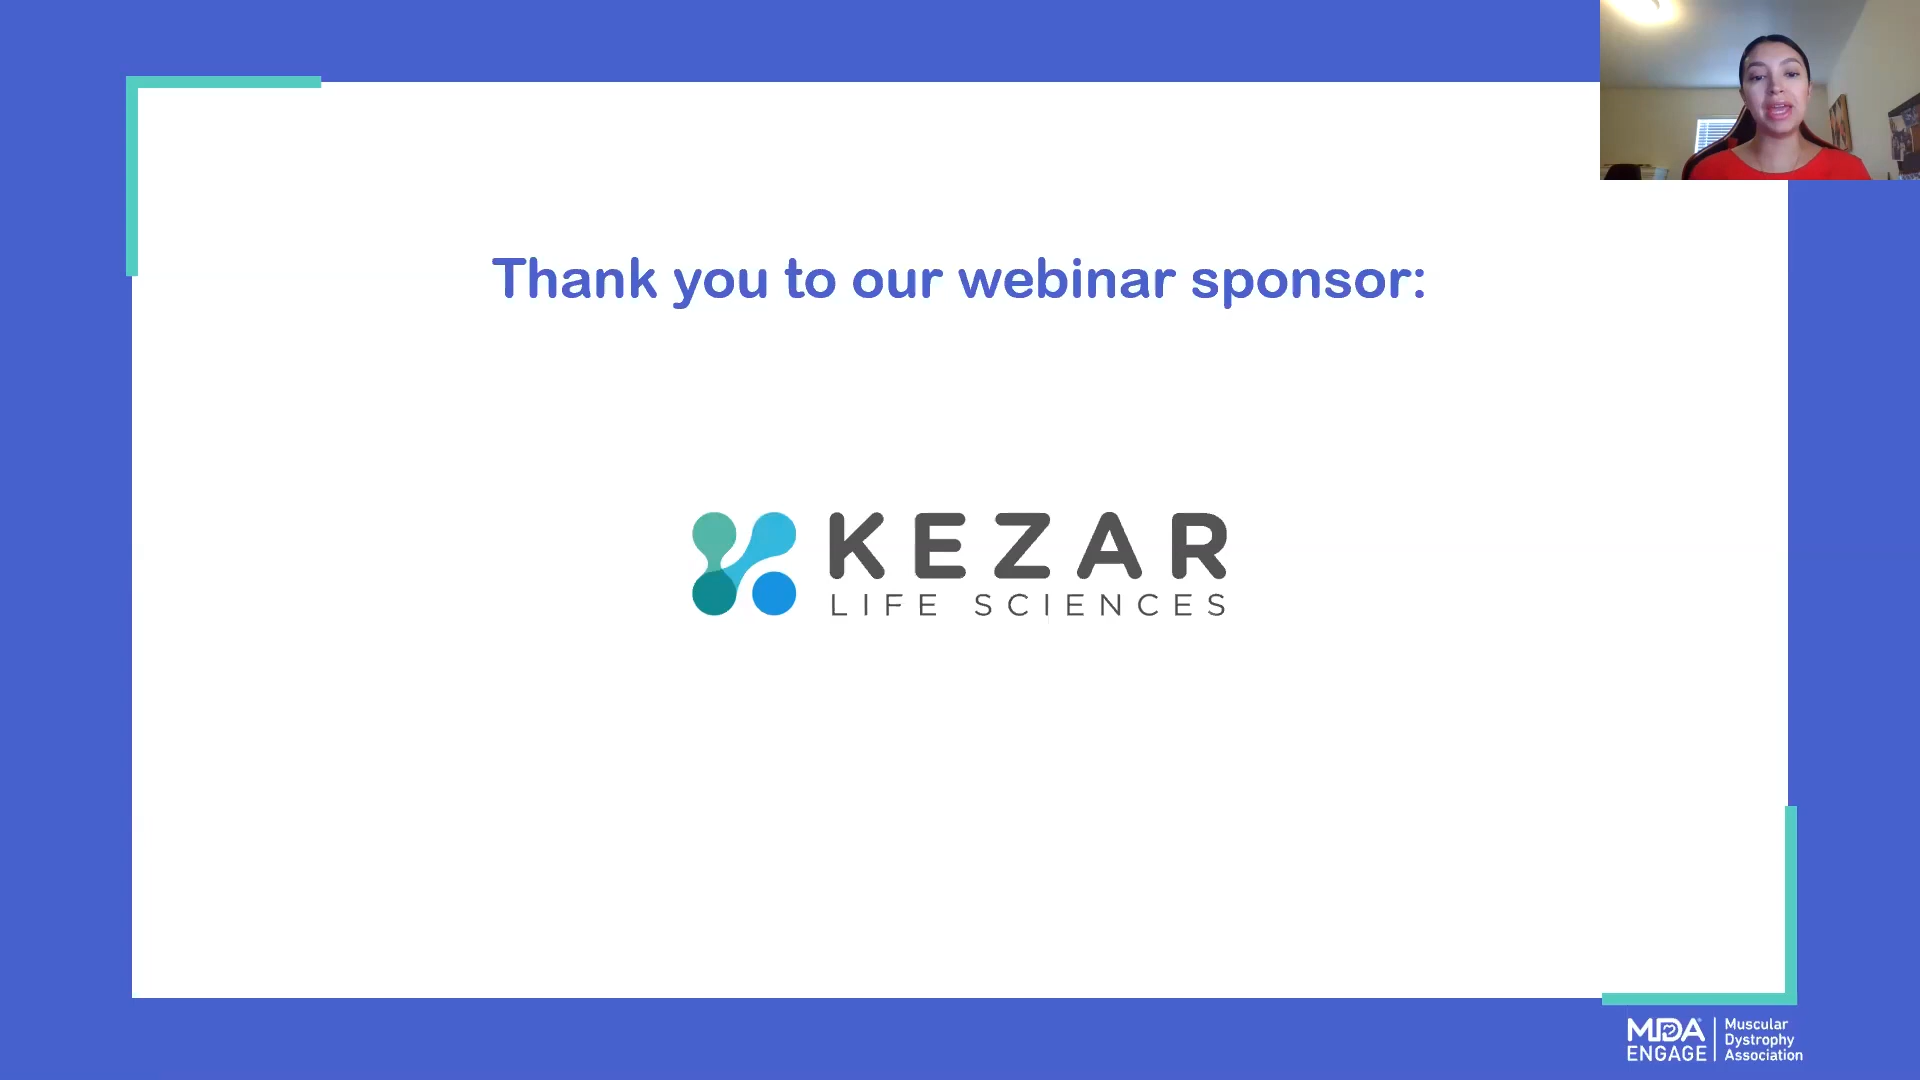 Thank you to our webinar sponsor:
KEZAR
LIFE SCIENCES
MDA
ENGAGE
Muscular
Dystrophy
Association